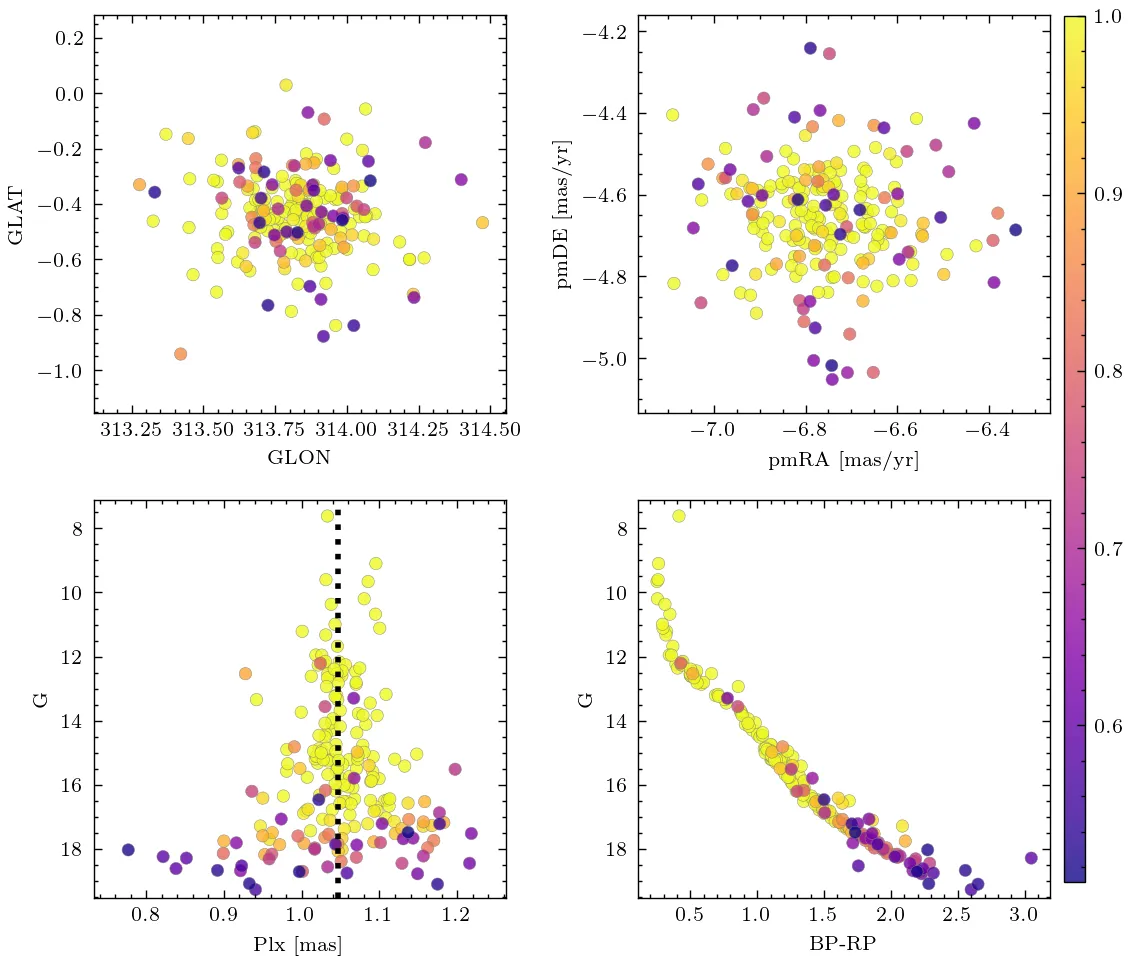 0.2
0.0
−0.2
−0.4
−0.6
−0.8
−1.0
GLAT
313.25 313.50 313.75 314.00 314.25 314.50
GLON
−4.2
−4.4
−4.6
−4.8
−5.0
pmDE [mas/yr]
−7.0 −6.8 −6.6 −6.4
pmRA [mas/yr]
8
10
12
14
16
18
G
0.8 0.9 1.0 1.1 1.2
Plx [mas]
8
10
12
14
16
18
G
0.5 1.0 1.5 2.0 2.5 3.0
BP-RP
1.0
0.9
0.8
0.7
0.6